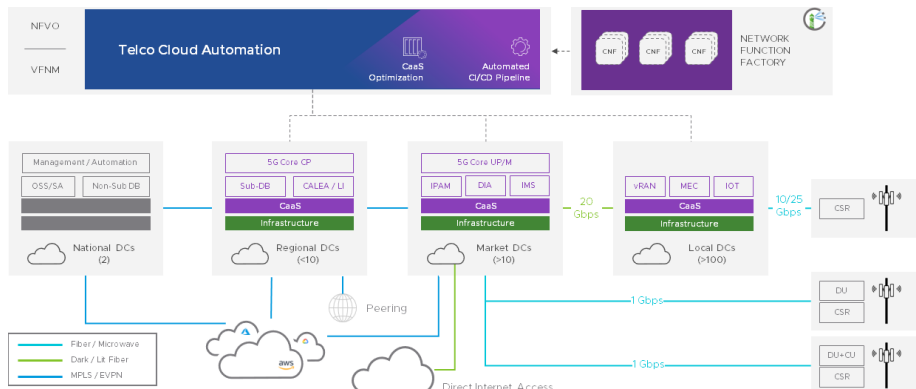 NFVO
VFNM
Telco Cloud Automation
CaaS
Optimization
Automated
CI/CD Pipeline
CNF
CNF
CNF
NETWORK
FUNCTION
FACTORY
Management / Automation
OSS/SA
Non-Sub DB
National DCs
(2)
5G Core CP
Sub-DB
CALEA / LI
CaaS
Infrastructure
Regional DCs
(<10)
5G Core UP/M
IPAM
DIA
IMS
CaaS
Infrastructure
Market DCs
(>10)
20
Gbps
vRAN
MEC
IOT
CaaS
Infrastructure
Local DCs
(>100)
10/25
Gbps
CSR
Peering
1 Gbps
DU
CSR
Fiber / Microwave
Dark / Lit Fiber
MPLS / EVPN
aws
1 Gbps
DU+CU
CSR
Direct Internet Access